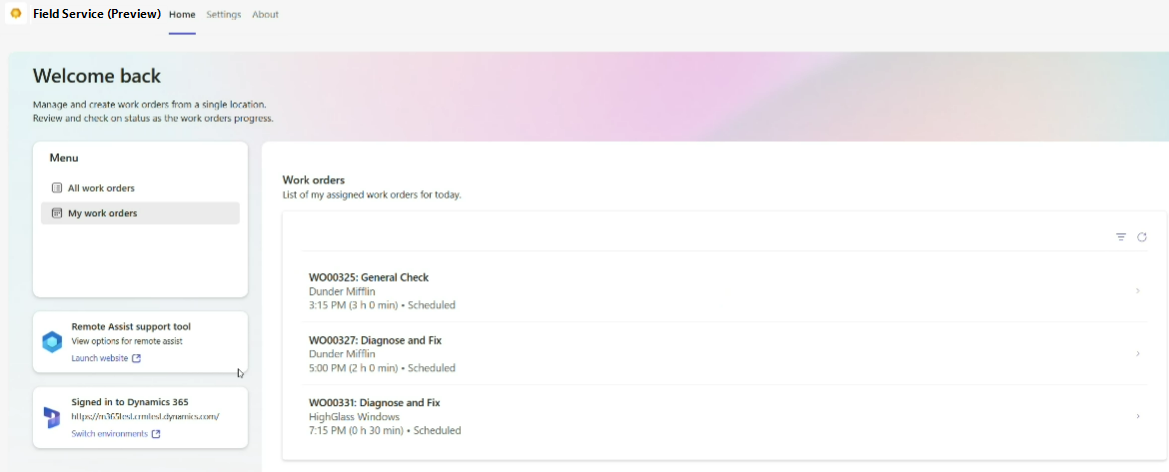 Field Service (Preview) Home Settings About
Welcome back
Manage and create work orders from a single location.
Review and check on status as the work orders progress.
Menu
All work orders
My work orders
Remote Assist support tool
View options for remote assist
Launch website
Signed in to Dynamics 365
https://m365test.crmtest.dynamics.com/
Switch environments
Work orders
List of my assigned work orders for today.
WO00325: General Check
Dunder Mifflin
3:15 PM (3 h 0 min) • Scheduled
WO00327: Diagnose and Fix
Dunder Mifflin
5:00 PM (2 h 0 min) • Scheduled
WO00331: Diagnose and Fix
HighGlass Windows
7:15 PM (0 h 30 min) • Scheduled